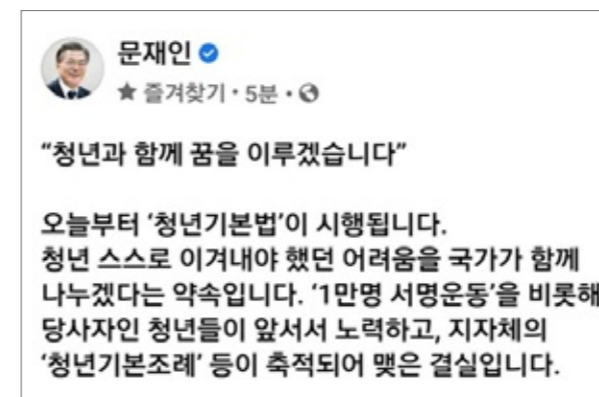 문재인
★ 즐겨찾기 · 5분 ·
“청년과 함께 꿈을 이루겠습니다”
오늘부터 ‘청년기본법’이 시행됩니다.
청년 스스로 이겨내야 했던 어려움을 국가가 함께
나누겠다는 약속입니다. ‘1만명 서명운동’을 비롯해
당사자인 청년들이 앞서서 노력하고, 지자체의
‘청년기본조례’ 등이 축적되어 맺은 결실입니다.